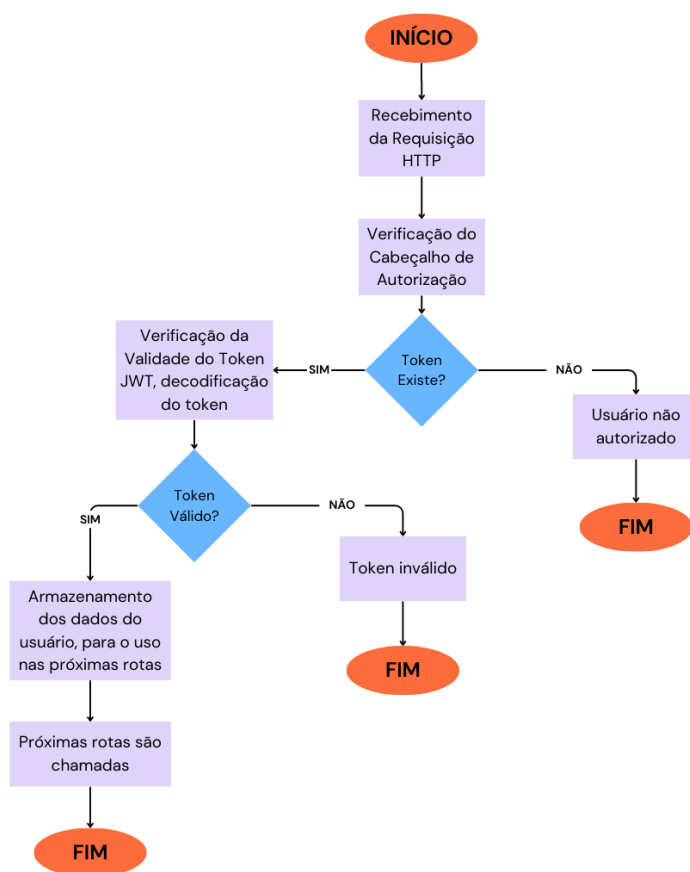 INÍCIO
Recebimento
da Requisição
HTTP
Verificação do
Cabeçalho de
Autorização
Token
Existe?
SIM
NÃO
Verificação da
Validade do Token
JWT, decodificação
do token
Usuário não
autorizado
FIM
Token
Válido?
SIM
NÃO
Token inválido
FIM
Armazenamento
dos dados do
usuário, para o uso
nas próximas rotas
Próximas rotas são
chamadas
FIM